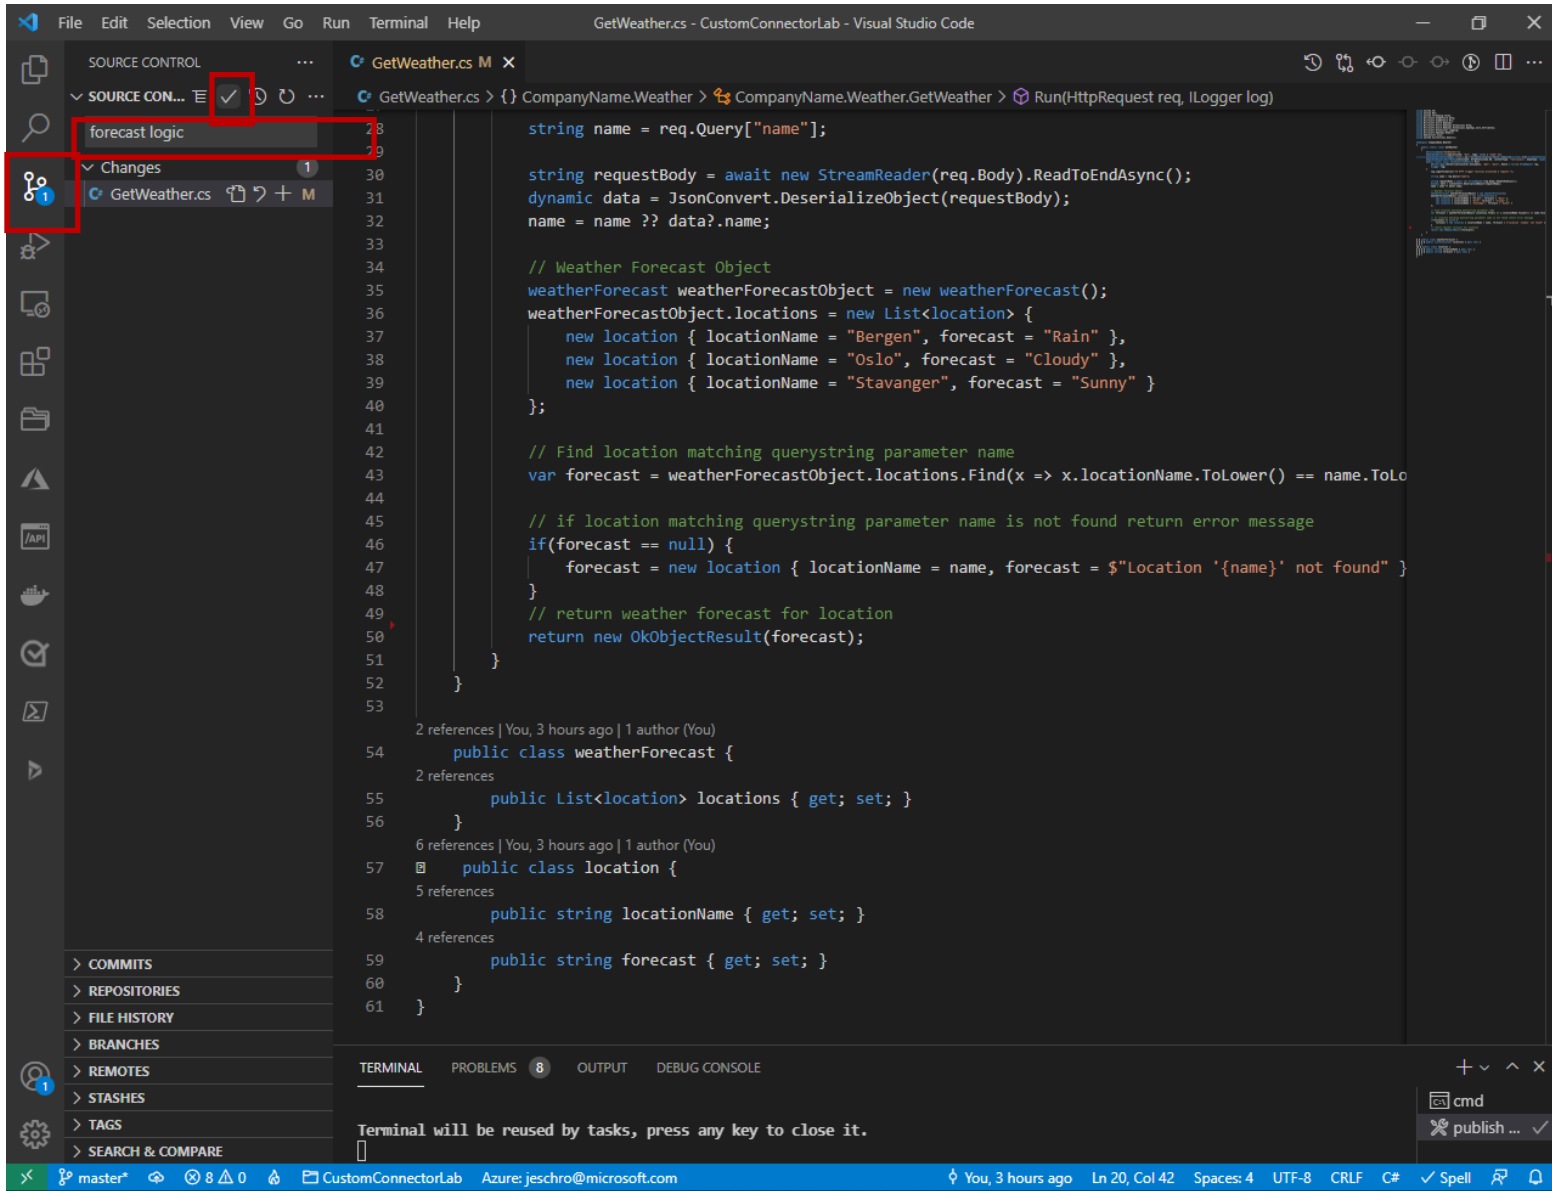 File Edit Selection View Go Run Terminal Help GetWeather.cs - CustomConnectorLab - Visual Studio Code
SOURCE CONTROL
SOURCE CON...
forecast logic
Changes 1
GetWeather.cs M
1
GetWeather.cs M
GetWeather.cs > {} CompanyName.Weather > CompanyName.Weather.GetWeather > Run(HttpRequest req, ILogger log)
28 string name = req.Query["name"];
29
30 string requestBody = await new StreamReader(req.Body).ReadToEndAsync();
31 dynamic data = JsonConvert.DeserializeObject(requestBody);
32 name = name ?? data?.name;
33
34 // Weather Forecast Object
35 weatherForecast weatherForecastObject = new weatherForecast();
36 weatherForecastObject.locations = new List<location> {
37 new location { locationName = "Bergen", forecast = "Rain" },
38 new location { locationName = "Oslo", forecast = "Cloudy" },
39 new location { locationName = "Stavanger", forecast = "Sunny" }
40 };
41
42 // Find location matching querystring parameter name
43 var forecast = weatherForecastObject.locations.Find(x => x.locationName.ToLower() == name.ToLo
44
45 // if location matching querystring parameter name is not found return error message
46 if(forecast == null) {
47 forecast = new location { locationName = name, forecast = $"Location '{name}' not found" }
48 }
49 // return weather forecast for location
50 return new OkObjectResult(forecast);
51 }
52 }
53
2 references | You, 3 hours ago | 1 author (You)
54 public class weatherForecast {
2 references
55 public List<location> locations { get; set; }
56 }
6 references | You, 3 hours ago | 1 author (You)
57 public class location {
5 references
58 public string locationName { get; set; }
4 references
59 public string forecast { get; set; }
60 }
61 }
/API
COMMITS
REPOSITORIES
FILE HISTORY
BRANCHES
REMOTES
STASHES
TAGS
SEARCH & COMPARE
1
TERMINAL PROBLEMS 8 OUTPUT DEBUG CONSOLE
Terminal will be reused by tasks, press any key to close it.
cmd
publish ...
master* 8 0 CustomConnectorLab Azure: jeschro@microsoft.com You, 3 hours ago Ln 20, Col 42 Spaces: 4 UTF-8 CRLF C# Spell